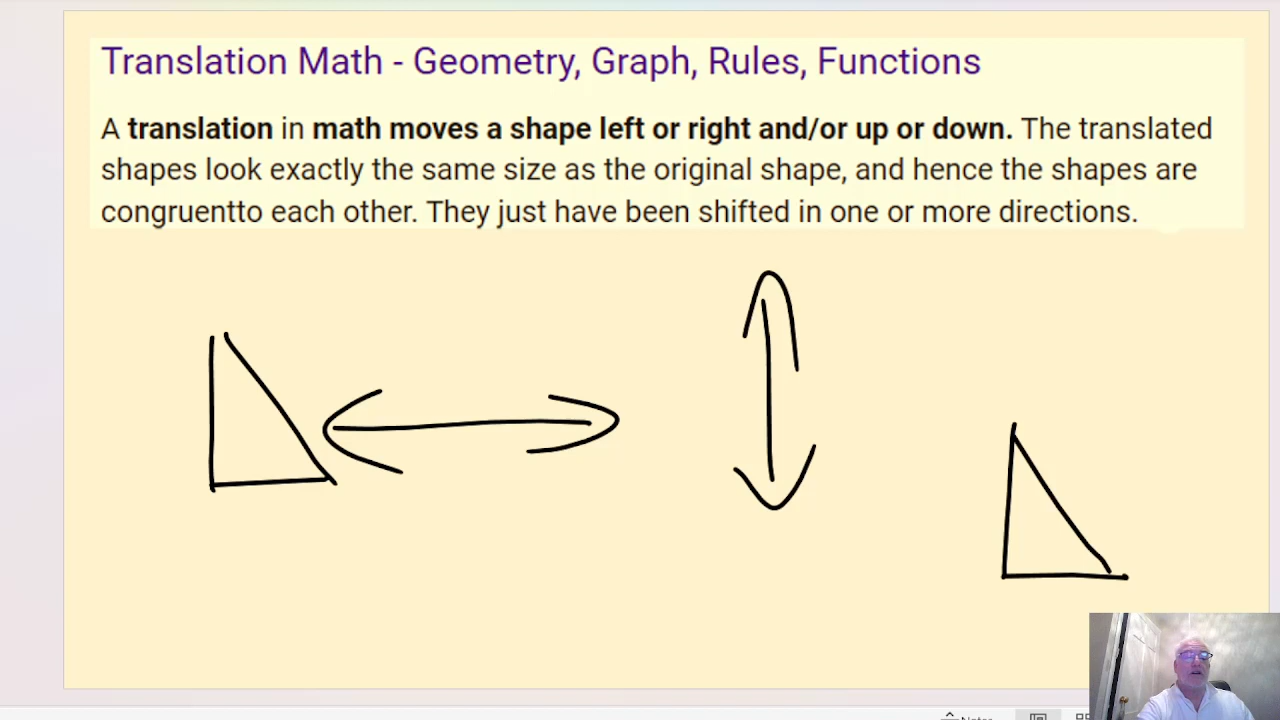 Translation Math - Geometry, Graph, Rules, Functions
A translation in math moves a shape left or right and/or up or down. The translated
shapes look exactly the same size as the original shape, and hence the shapes are
congruentto each other. They just have been shifted in one or more directions.